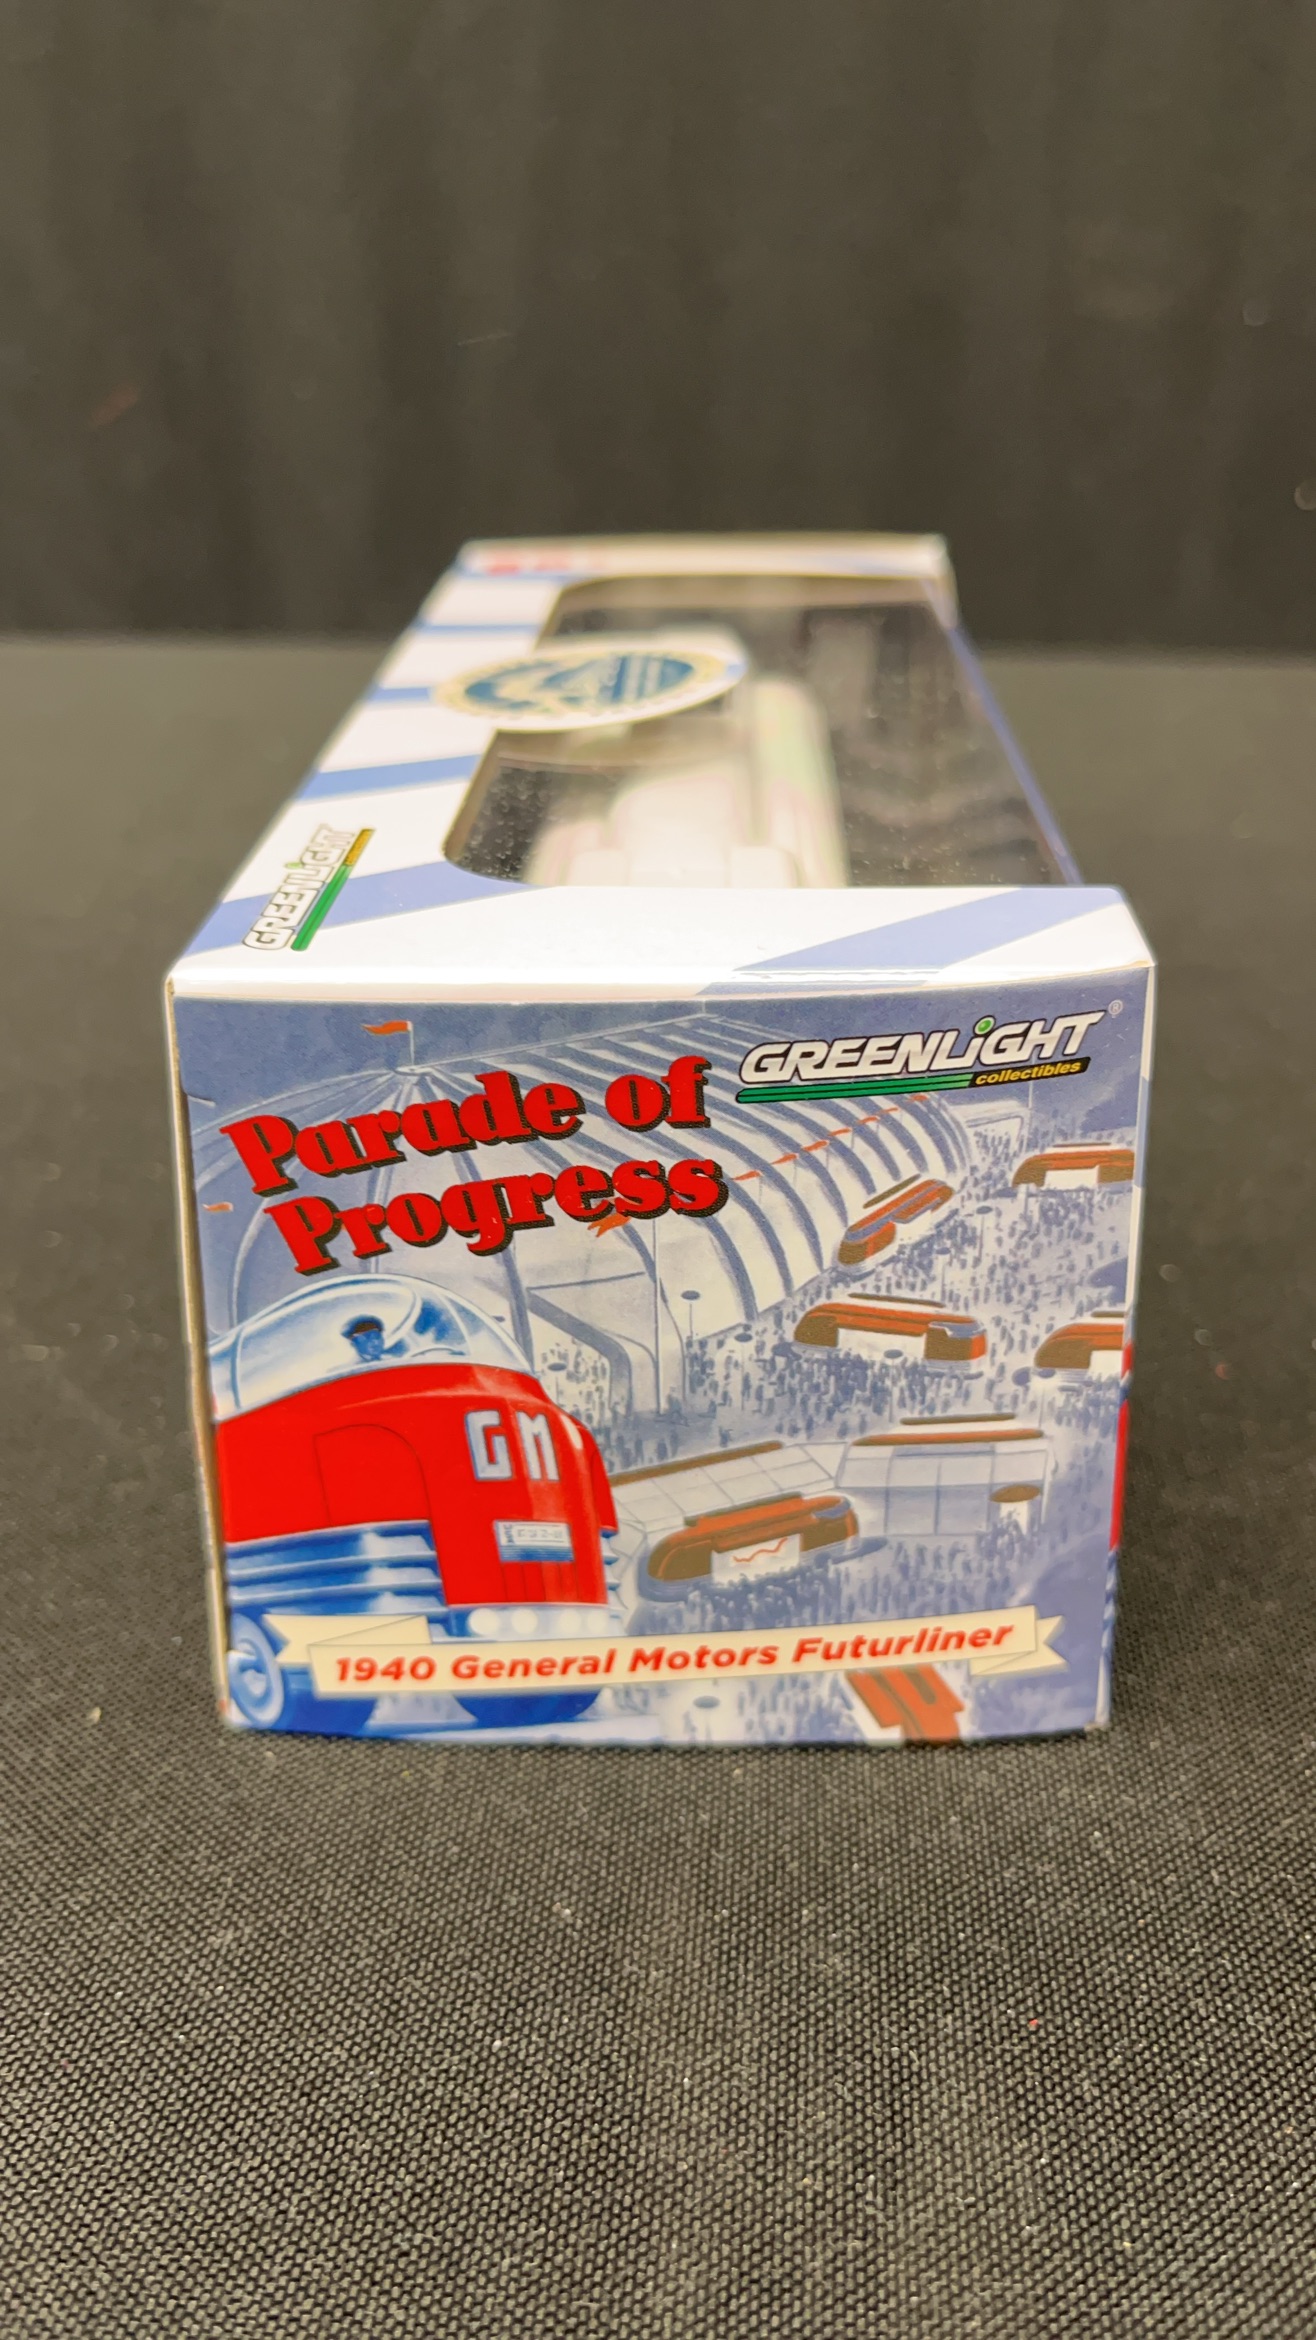 GREENLiGHT
GREENLiGHT®
collectibles
Parade of
Progress
GM
1940 General Motors Futurliner